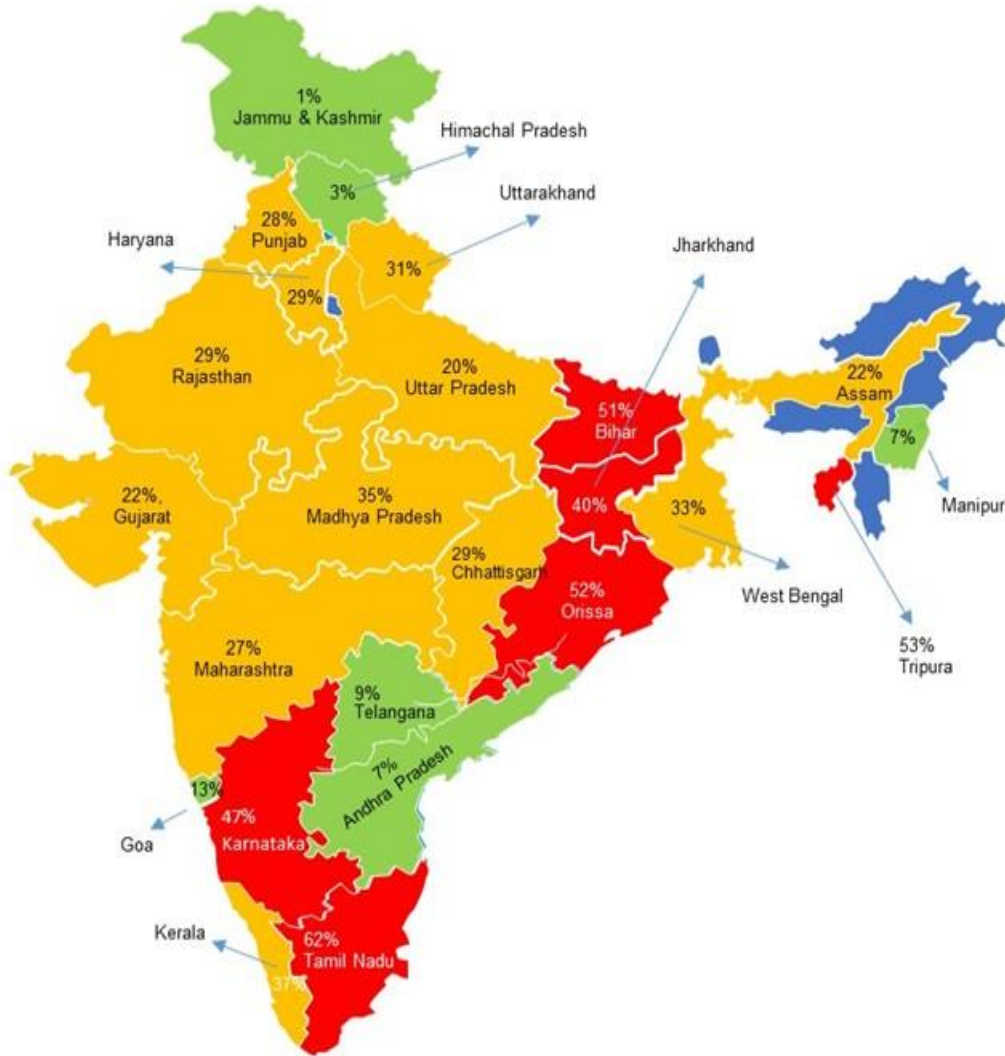 1%
Jammu & Kashmir
Himachal Pradesh
3%
Uttarakhand
28%
Punjab
Haryana
Jharkhand
31%
29%
29%
Rajasthan
20%
Uttar Pradesh
22%
Assam
51%
Bihar
7%
22%,
Gujarat
35%
Madhya Pradesh
40%
33%
Manipur
29%
Chhattisgarh
52%
Orissa
West Bengal
53%
Tripura
27%
Maharashtra
9%
Telangana
7%
Andhra Pradesh
13%
47%
Karnataka
Goa
Kerala
62%
Tamil Nadu
37%